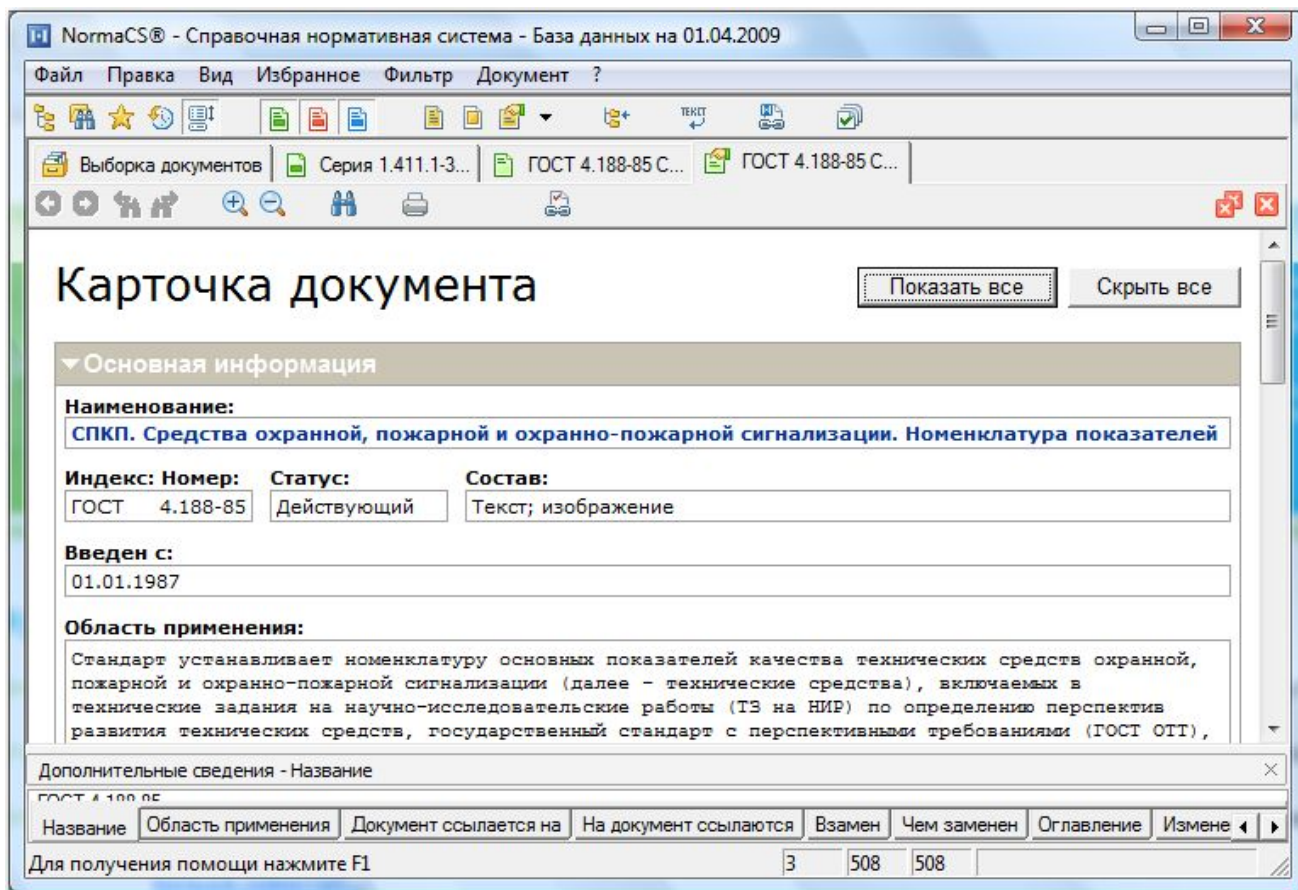 NormaCS® - Справочная нормативная система - База данных на 01.04.2009
Файл Правка Вид Избранное Фильтр Документ ?
ТЕКСТ
Выборка документов Серия 1.411.1-3... ГОСТ 4.188-85 С... ГОСТ 4.188-85 С...
Карточка документа Показать все Скрыть все
Основная информация
Наименование:
СПКП. Средства охранной, пожарной и охранно-пожарной сигнализации. Номенклатура показателей
Индекс: Номер: Статус: Состав:
ГОСТ 4.188-85 Действующий Текст; изображение
Введен с:
01.01.1987
Область применения:
Стандарт устанавливает номенклатуру основных показателей качества технических средств охранной,
пожарной и охранно-пожарной сигнализации (далее - технические средства), включаемых в
технические задания на научно-исследовательские работы (ТЗ на НИР) по определению перспектив
развития технических средств, государственный стандарт с перспективными требованиями (ГОСТ ОТТ),
Дополнительные сведения - Название
ГОСТ 4.188-85
Название Область применения Документ ссылается на На документ ссылаются Взамен Чем заменен Оглавление Измене
Для получения помощи нажмите F1 3 508 508